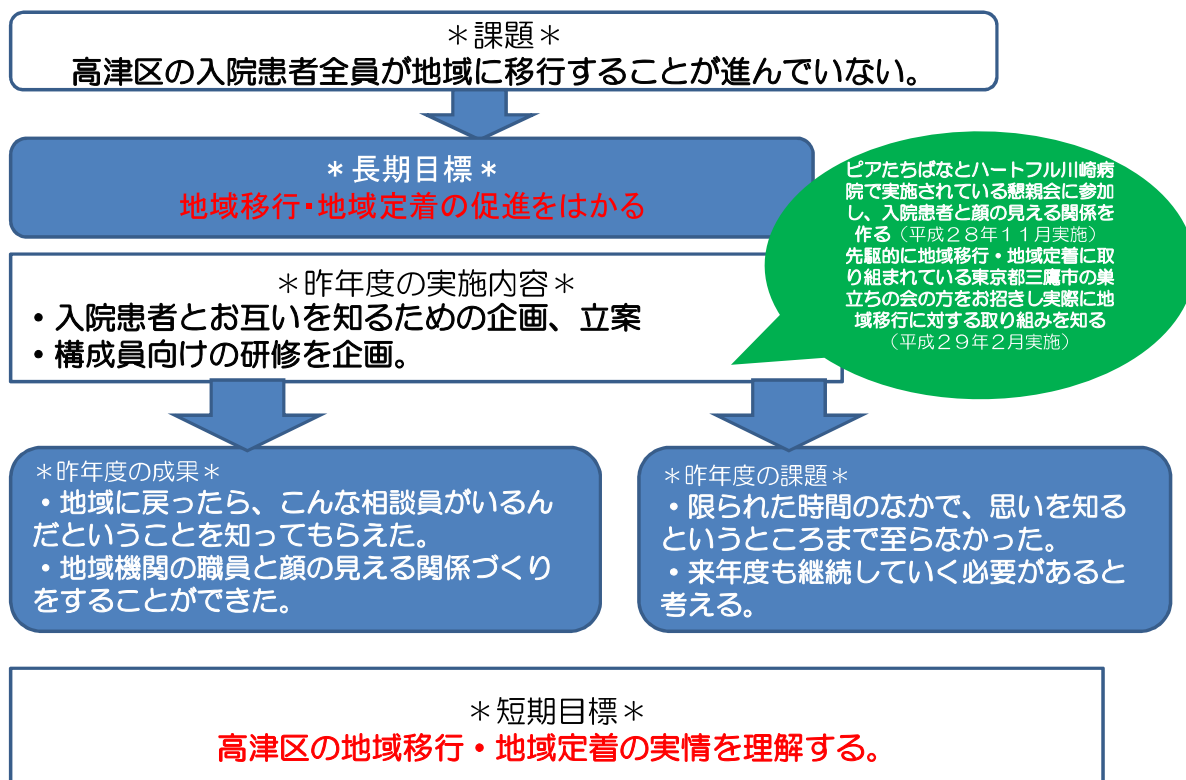 ＊課題＊
高津区の入院患者全員が地域に移行することが進んでいない。
＊長期目標＊
地域移行・地域定着の促進をはかる
＊昨年度の実施内容＊
・入院患者とお互いを知るための企画、立案
・構成員向けの研修を企画。
ピアたちばなとハートフル川崎病
院で実施されている懇親会に参加
し、入院患者と顔の見える関係を
作る（平成２８年１１月実施）
先駆的に地域移行・地域定着に取
り組まれている東京都三鷹市の巣
立ちの会の方をお招きし実際に地
域移行に対する取り組みを知る
（平成２９年２月実施）
＊昨年度の成果＊
・地域に戻ったら、こんな相談員がいるん
だということを知ってもらえた。
・地域機関の職員と顔の見える関係づくり
をすることができた。
＊昨年度の課題＊
・限られた時間のなかで、思いを知る
というところまで至らなかった。
・来年度も継続していく必要があると
考える。
＊短期目標＊
高津区の地域移行・地域定着の実情を理解する。